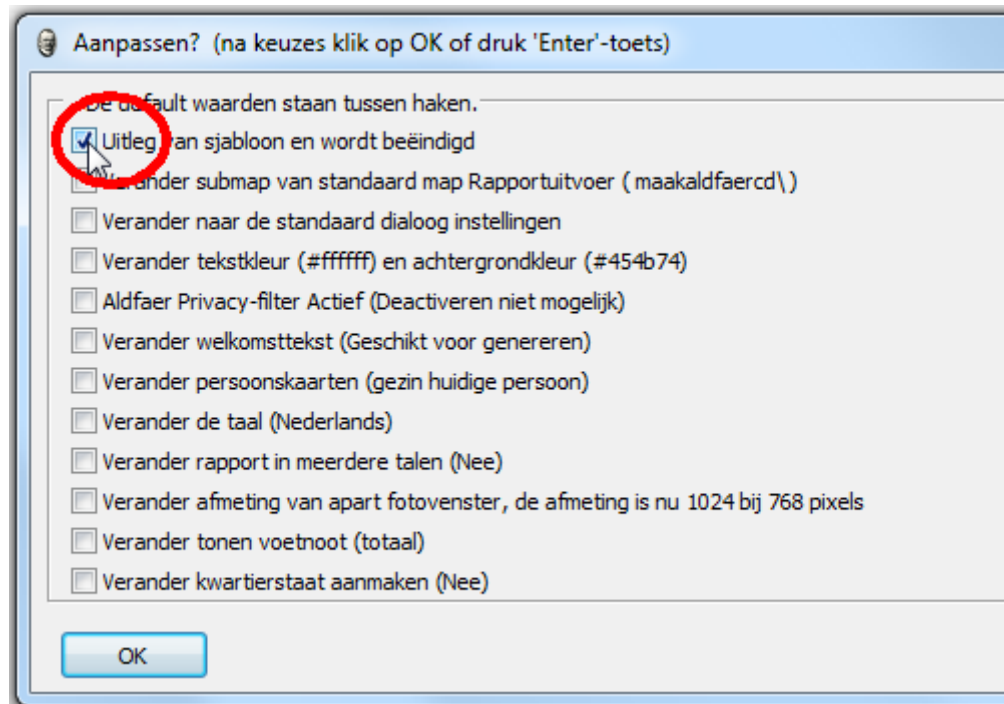 Aanpassen? (na keuzes klik op OK of druk 'Enter'-toets)
De default waarden staan tussen haken.
Uitleg van sjabloon en wordt beëindigd
Verander submap van standaard map Rapportuitvoer ( maakaldfaercd\ )
Verander naar de standaard dialoog instellingen
Verander tekstkleur (#ffffff) en achtergrondkleur (#454b74)
Aldfaer Privacy-filter Actief (Deactiveren niet mogelijk)
Verander welkomsttekst (Geschikt voor genereren)
Verander persoonskaarten (gezin huidige persoon)
Verander de taal (Nederlands)
Verander rapport in meerdere talen (Nee)
Verander afmeting van apart fotovenster, de afmeting is nu 1024 bij 768 pixels
Verander tonen voetnoot (totaal)
Verander kwartierstaat aanmaken (Nee)
OK